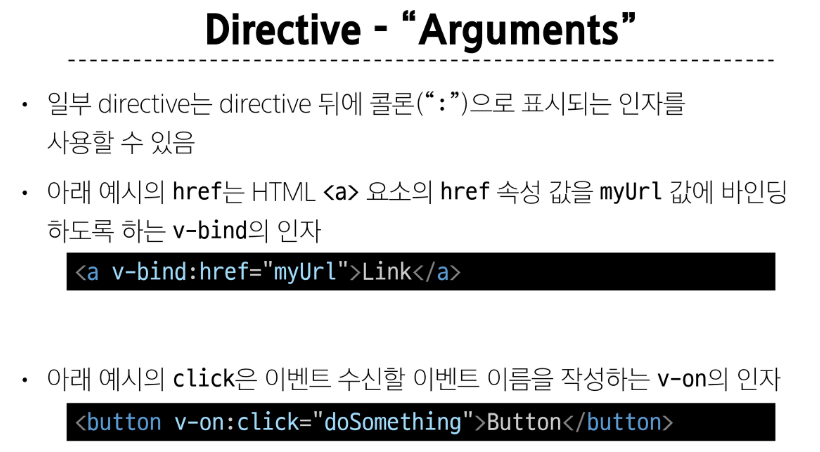 Directive - “Arguments”
• 일부 directive는 directive 뒤에 콜론(“:”)으로 표시되는 인자를
사용할 수 있음
• 아래 예시의 href는 HTML <a> 요소의 href 속성 값을 myUrl 값에 바인딩
하도록 하는 v-bind의 인자
<a v-bind:href="myUrl">Link</a>
• 아래 예시의 click은 이벤트 수신할 이벤트 이름을 작성하는 v-on의 인자
<button v-on:click="doSomething">Button</button>